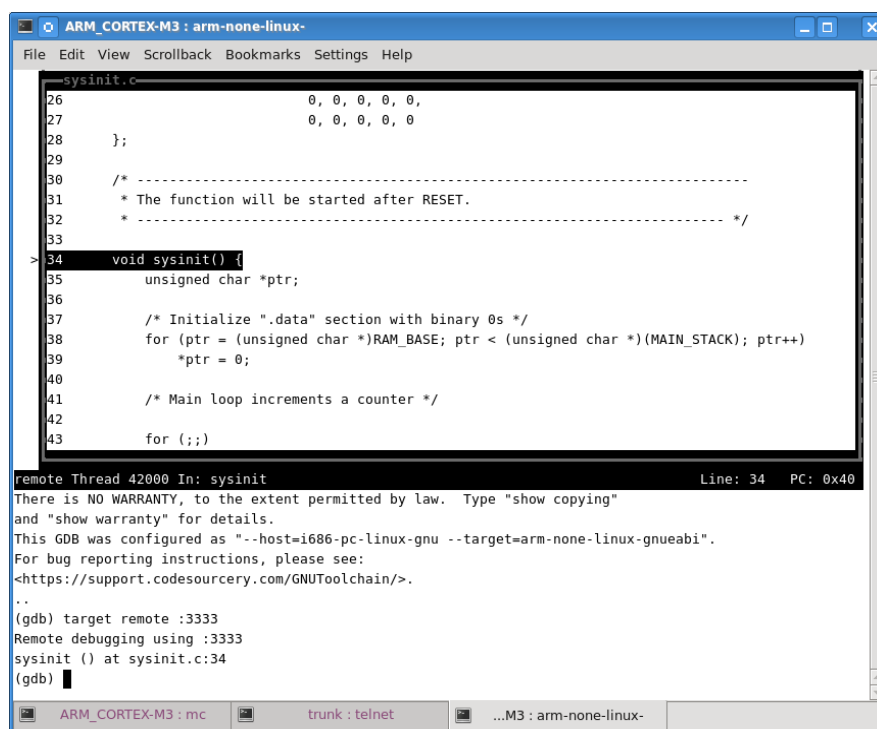 ARM_CORTEX-M3 : arm-none-linux-
File Edit View Scrollback Bookmarks Settings Help
sysinit.c
26                              0, 0, 0, 0, 0,
27                              0, 0, 0, 0, 0
28      };
29
30      /* ---------------------------------------------------------------------------
31       * The function will be started after RESET.
32       * ------------------------------------------------------------------------ */
33
>34      void sysinit() {
35          unsigned char *ptr;
36
37          /* Initialize ".data" section with binary 0s */
38          for (ptr = (unsigned char *)RAM_BASE; ptr < (unsigned char *)(MAIN_STACK); ptr++)
39              *ptr = 0;
40
41          /* Main loop increments a counter */
42
43          for (;;)
remote Thread 42000 In: sysinit Line: 34 PC: 0x40
There is NO WARRANTY, to the extent permitted by law.  Type "show copying"
and "show warranty" for details.
This GDB was configured as "--host=i686-pc-linux-gnu --target=arm-none-linux-gnueabi".
For bug reporting instructions, please see:
<https://support.codesourcery.com/GNUToolchain/>.
..
(gdb) target remote :3333
Remote debugging using :3333
sysinit () at sysinit.c:34
(gdb)
ARM_CORTEX-M3 : mc trunk : telnet ...M3 : arm-none-linux-